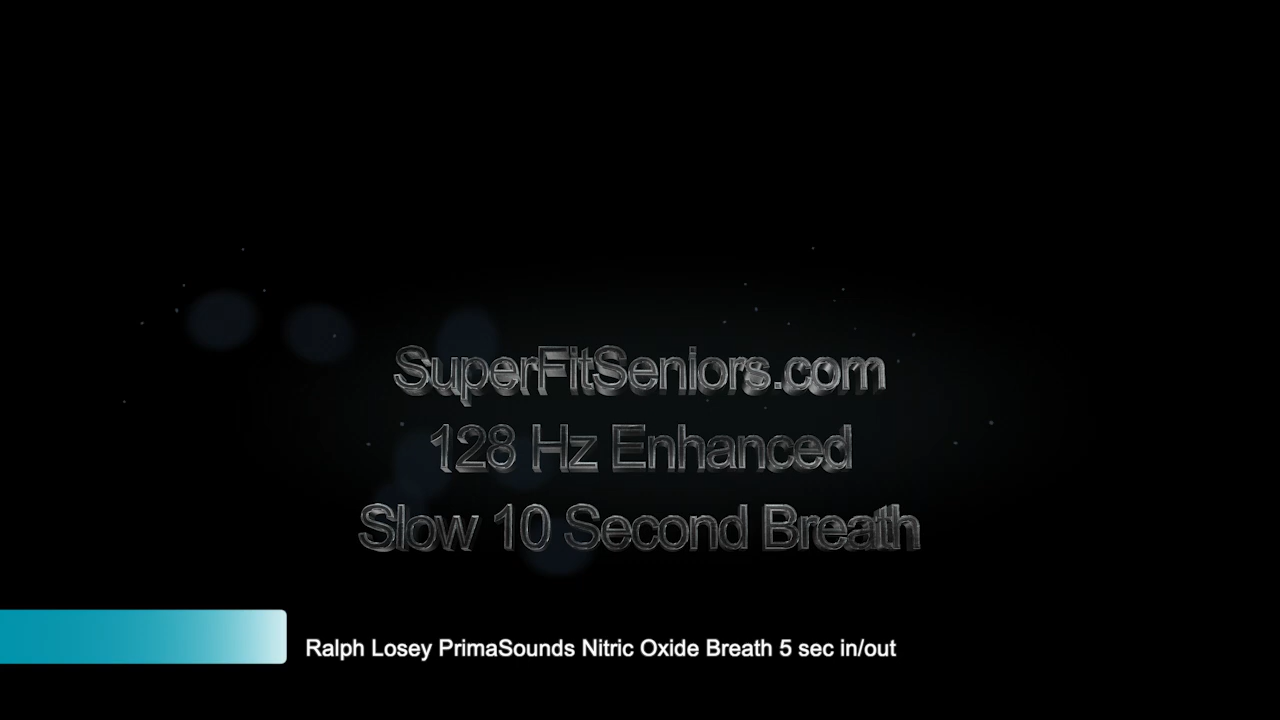 SuperFitSeniors.com
128 Hz Enhanced
Slow 10 Second Breath
Ralph Losey PrimaSounds Nitric Oxide Breath 5 sec in/out